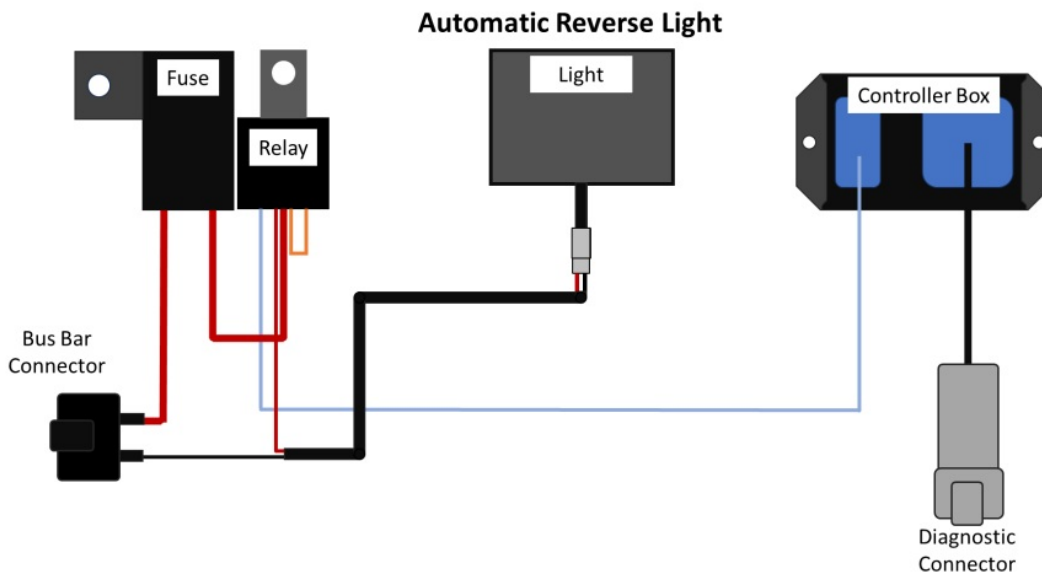 Automatic Reverse Light
Fuse
Relay
Light
Controller Box
Bus Bar
Connector
Diagnostic
Connector